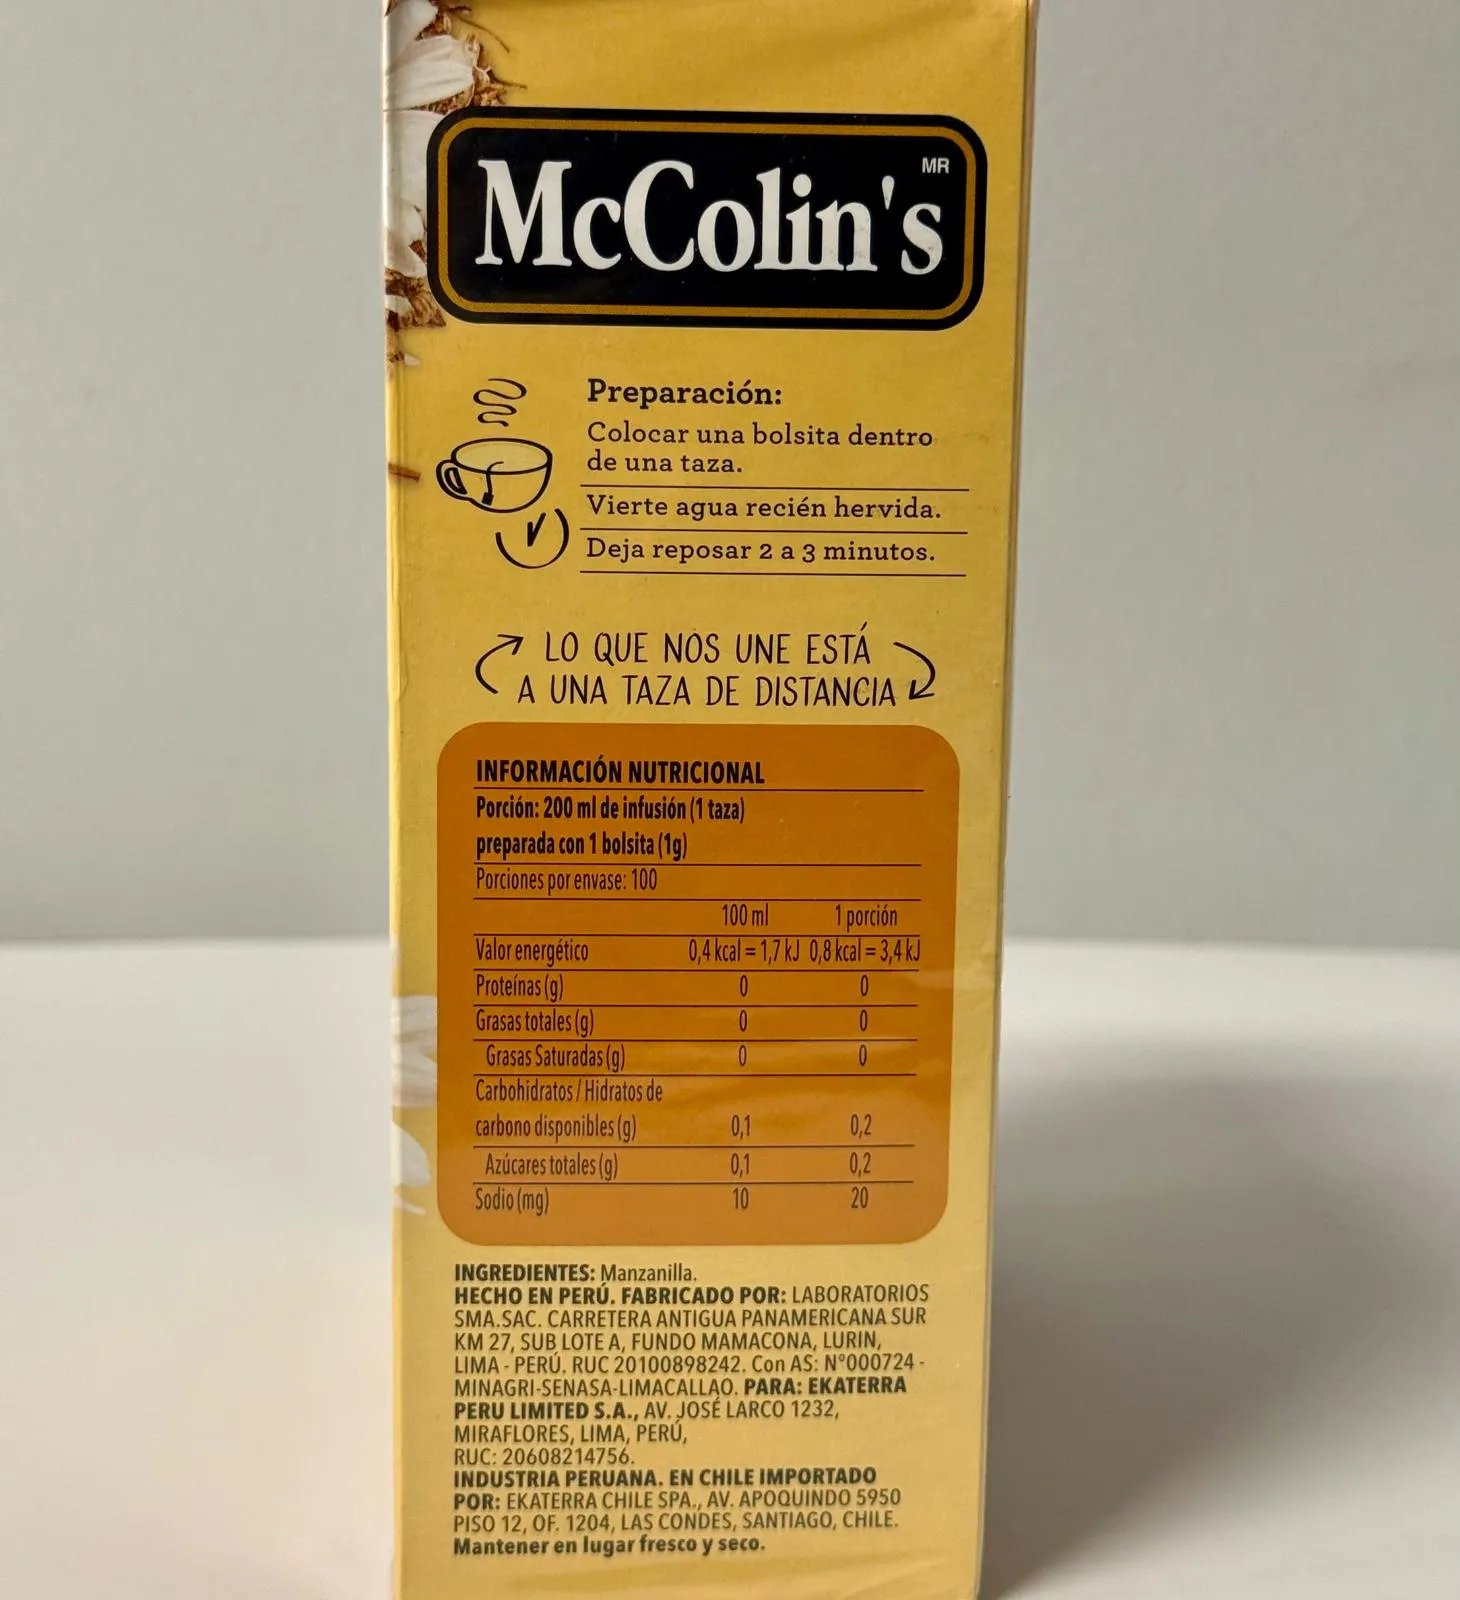 McColin's MR
Preparación:
Colocar una bolsita dentro
de una taza.
Vierte agua recién hervida.
Deja reposar 2 a 3 minutos.
LO QUE NOS UNE ESTÁ
A UNA TAZA DE DISTANCIA
INFORMACIÓN NUTRICIONAL
Porción: 200 ml de infusión (1 taza)
preparada con 1 bolsita (1g)
Porciones por envase: 100
100 ml 1 porción
Valor energético 0,4 kcal = 1,7 kJ 0,8 kcal = 3,4 kJ
Proteínas (g) 0 0
Grasas totales (g) 0 0
Grasas Saturadas (g) 0 0
Carbohidratos / Hidratos de
carbono disponibles (g) 0,1 0,2
Azúcares totales (g) 0,1 0,2
Sodio (mg) 10 20
INGREDIENTES: Manzanilla.
HECHO EN PERÚ. FABRICADO POR: LABORATORIOS
SMA.SAC. CARRETERA ANTIGUA PANAMERICANA SUR
KM 27, SUB LOTE A, FUNDO MAMACONA, LURIN,
LIMA - PERÚ. RUC 20100898242. Con AS: N°000724 -
MINAGRI-SENASA-LIMACALLAO. PARA: EKATERRA
PERU LIMITED S.A., AV. JOSÉ LARCO 1232,
MIRAFLORES, LIMA, PERÚ,
RUC: 20608214756.
INDUSTRIA PERUANA. EN CHILE IMPORTADO
POR: EKATERRA CHILE SPA., AV. APOQUINDO 5950
PISO 12, OF. 1204, LAS CONDES, SANTIAGO, CHILE.
Mantener en lugar fresco y seco.